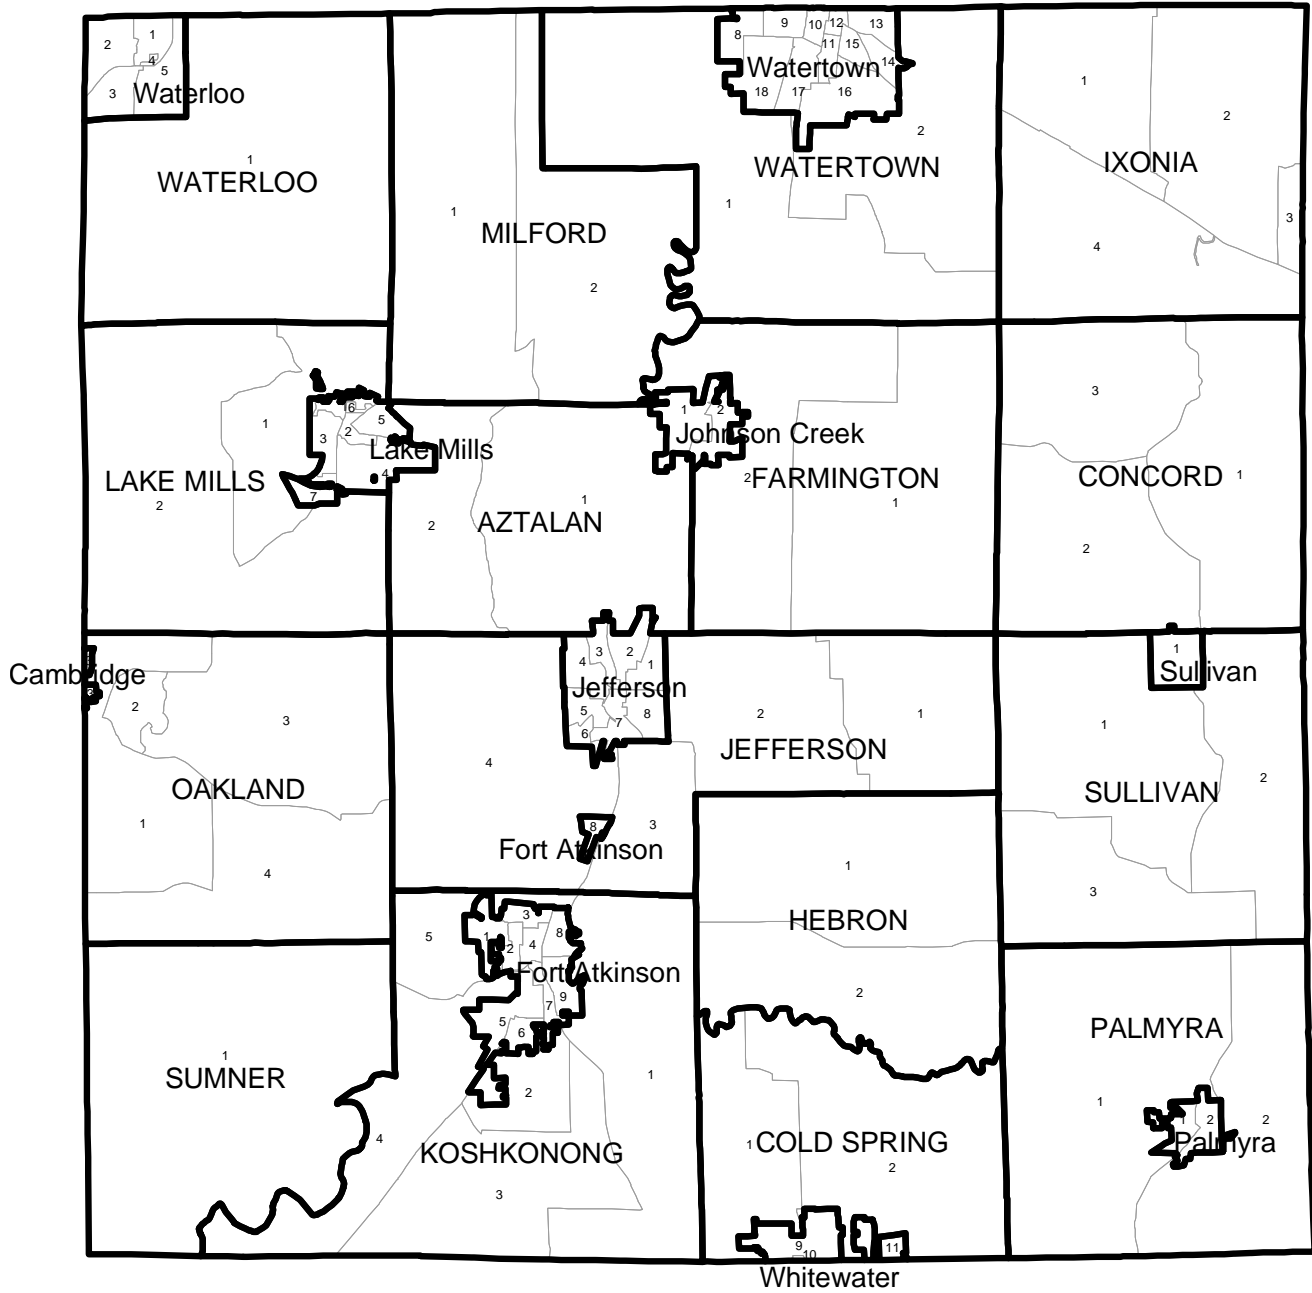 9 10 12 13
2 1 8
11 15
4 14
5 Watertown
3 Waterloo 18 17 16
1 2
2
1 WATERTOWN IXONIA
WATERLOO
1 1 3
MILFORD 4
2
3
6
1 5 1 2
3 2 Johnson Creek
Lake Mills
4 2 FARMINGTON CONCORD 1
LAKE MILLS
7 1 1
2 2 AZTALAN
2
3 2 1
4 1 Sullivan
Cambridge Jefferson
3 2 5 8 2 1
3 7 1
6 JEFFERSON
4 2
OAKLAND SULLIVAN
1 8 3
Fort Atkinson
4 1
3
3 HEBRON
5 1 8
2 4
Fort Atkinson
9 2
7
5 6 PALMYRA
1
SUMNER 1
2 1
1 2 2
4 1 COLD SPRING Palmyra
KOSHKONONG
2
3
9 11
10
Whitewater